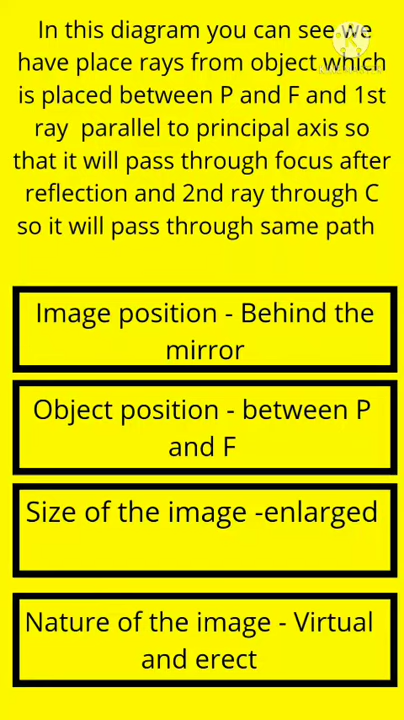 In this diagram you can see we
have place rays from object which
is placed between P and F and 1st
ray parallel to principal axis so
that it will pass through focus after
reflection and 2nd ray through C
so it will pass through same path
Image position - Behind the
mirror
Object position - between P
and F
Size of the image -enlarged
Nature of the image - Virtual
and erect